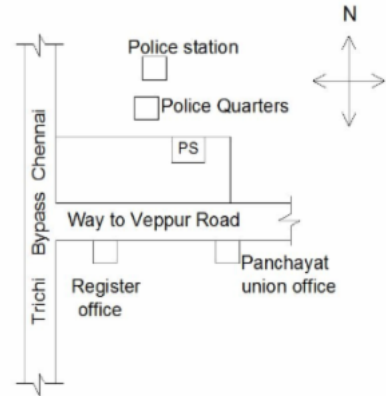 N
Police station
Police Quarters
PS
Trichi Bypass Chennai
Way to Veppur Road
Register
office
Panchayat
union office